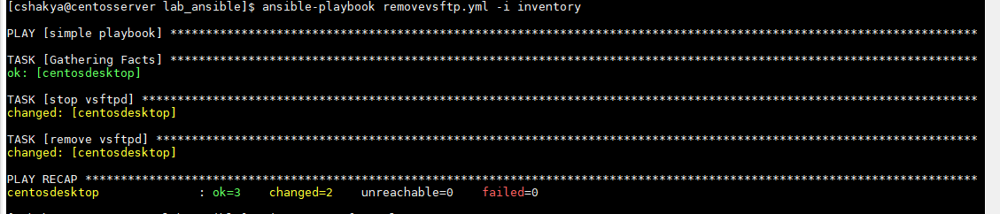 [cshakya@centosserver lab_ansible]$ ansible-playbook removevsftp.yml -i inventory
PLAY [simple playbook] ******************************************************************************************************************
TASK [Gathering Facts] ******************************************************************************************************************
ok: [centosdesktop]
TASK [stop vsftpd] **********************************************************************************************************************
changed: [centosdesktop]
TASK [remove vsftpd] ********************************************************************************************************************
changed: [centosdesktop]
PLAY RECAP ******************************************************************************************************************************
centosdesktop              : ok=3    changed=2    unreachable=0    failed=0